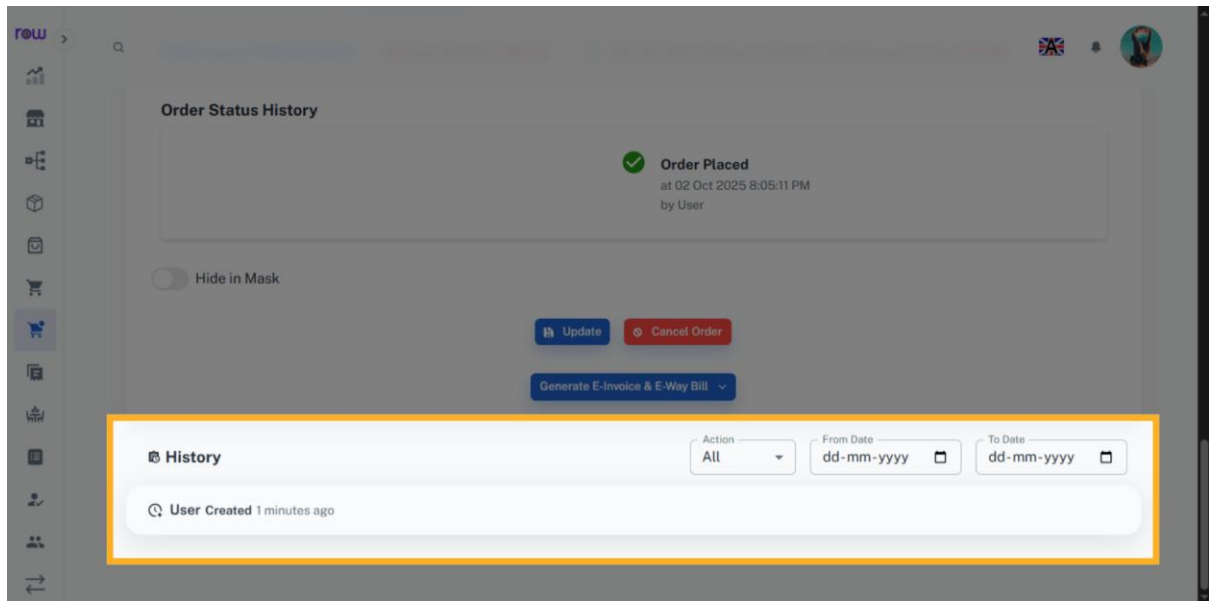 row
A
Order Status History
Order Placed
at 02 Oct 2025 8:05:11 PM
by User
Hide in Mask
Update
Cancel Order
Generate E-Invoice & E-Way Bill
History
Action
All
From Date
dd-mm-yyyy
To Date
dd-mm-yyyy
User Created 1 minutes ago